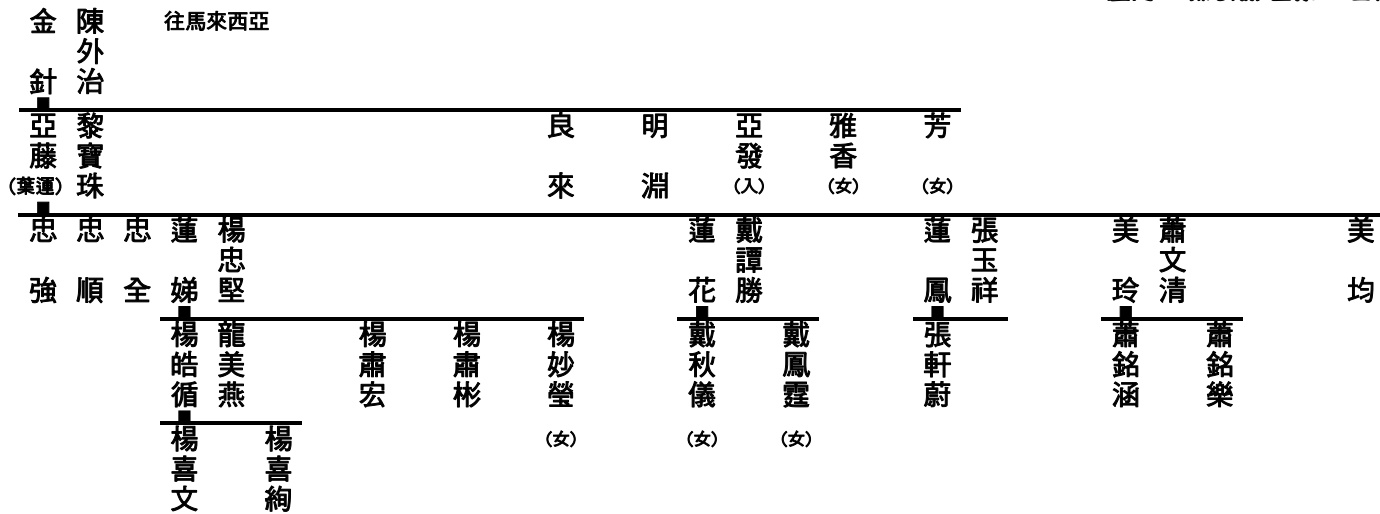 金針 陳外治 往馬來西亞
亞藤(葉運) 黎寶珠 良來 明淵 亞發(入) 雅香(女) 芳(女)
忠強 忠順 忠全 蓮娣 楊忠堅 蓮花 戴譚勝 蓮鳳 張玉祥 美玲 蕭文清 美均
楊皓循 龍美燕 楊肅宏 楊肅彬 楊妙瑩(女) 戴秋儀(女) 戴鳳霆(女) 張軒蔚 蕭銘涵 蕭銘樂
楊喜文 楊喜絢